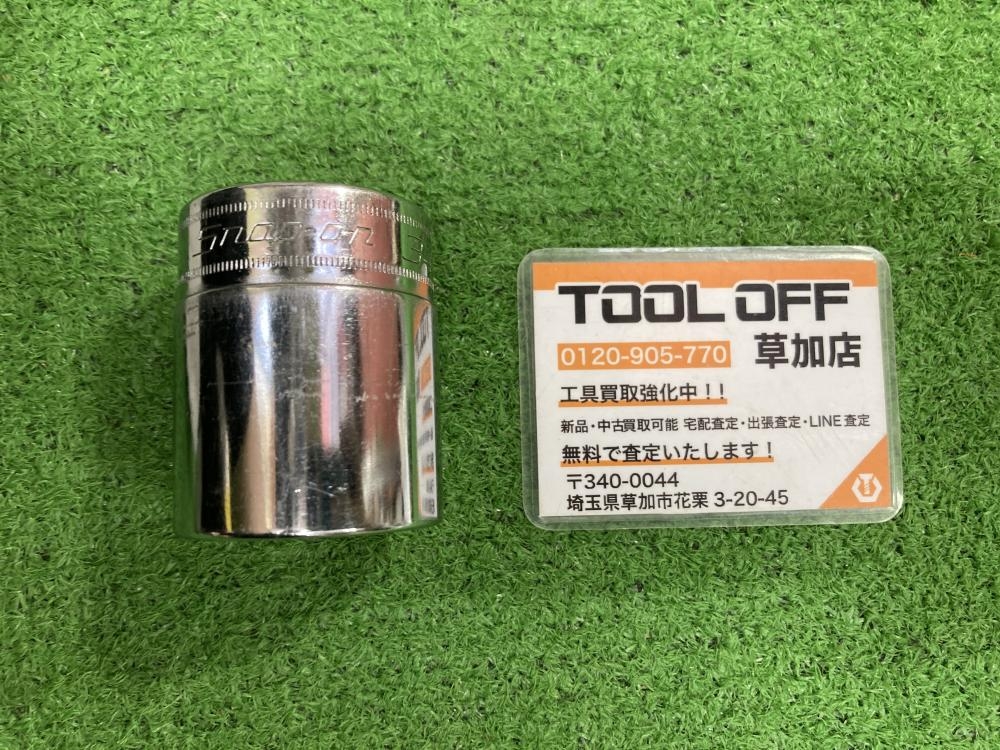 Snap-on
TOOL OFF
0120-905-770 草加店
工具買取強化中！！
新品・中古買取可能 宅配査定・出張査定・LINE査定
無料で査定いたします！
〒340-0044
埼玉県草加市花栗 3-20-45